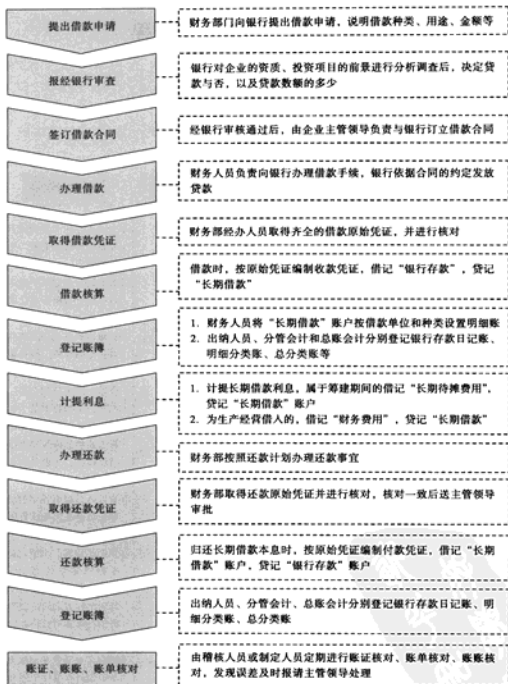 提出借款申请
财务部门向银行提出借款申请，说明借款种类、用途、金额等
报经银行审查
银行对企业的资质、投资项目的前景进行分析调查后，决定贷
款与否，以及贷款数额的多少
签订借款合同
经银行审核通过后，由企业主管领导负责与银行订立借款合同
办理借款
财务人员负责向银行办理借款手续，银行依据合同的约定发放
贷款
取得借款凭证
财务部经办人员取得齐全的借款原始凭证，并进行核对
借款核算
借款时，按原始凭证编制收款凭证，借记“银行存款”，贷记
“长期借款”
登记账簿
1. 财务人员将“长期借款”账户按借款单位和种类设置明细账
2. 出纳人员、分管会计和总账会计分别登记银行存款日记账、
明细分类账、总分类账等
计提利息
1. 计提长期借款利息，属于筹建期间的借记“长期待摊费用”，
贷记“长期借款”账户
2. 为生产经营借入的，借记“财务费用”，贷记“长期借款”
办理还款
财务部按照还款计划办理还款事宜
取得还款凭证
财务部取得还款原始凭证并进行核对，核对一致后送主管领导
审批
还款核算
归还长期借款本息时，按原始凭证编制付款凭证，借记“长期
借款”账户，贷记“银行存款”账户
登记账簿
出纳人员、分管会计、总账会计分别登记银行存款日记账、明
细分类账、总分类账
账证、账账、账单核对
由稽核人员或制定人员定期进行账证核对、账单核对、账账核
对，发现误差及时报请主管领导处理